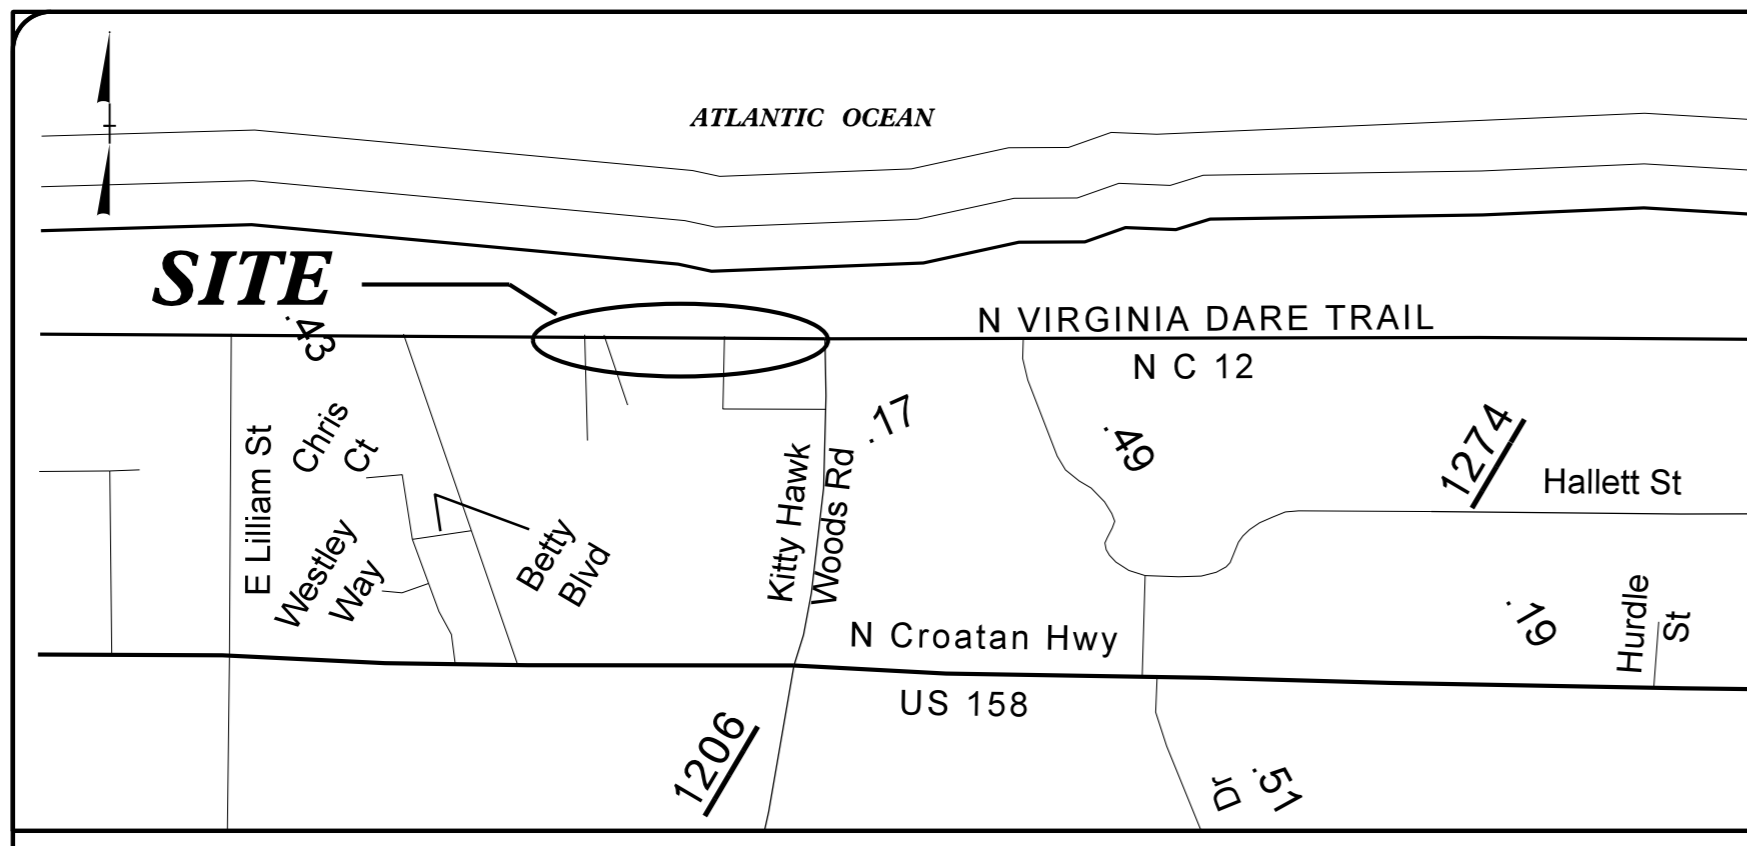 ATLANTIC OCEAN
SITE
N VIRGINIA DARE TRAIL
N C 12
.43
Chris
Ct
E Lilliam St
Westley
Way
Betty
Blvd
Kitty Hawk
Woods Rd
.17
.49
1274
Hallett St
.19
Hurdle
St
N Croatan Hwy
US 158
1206
Dr
.51